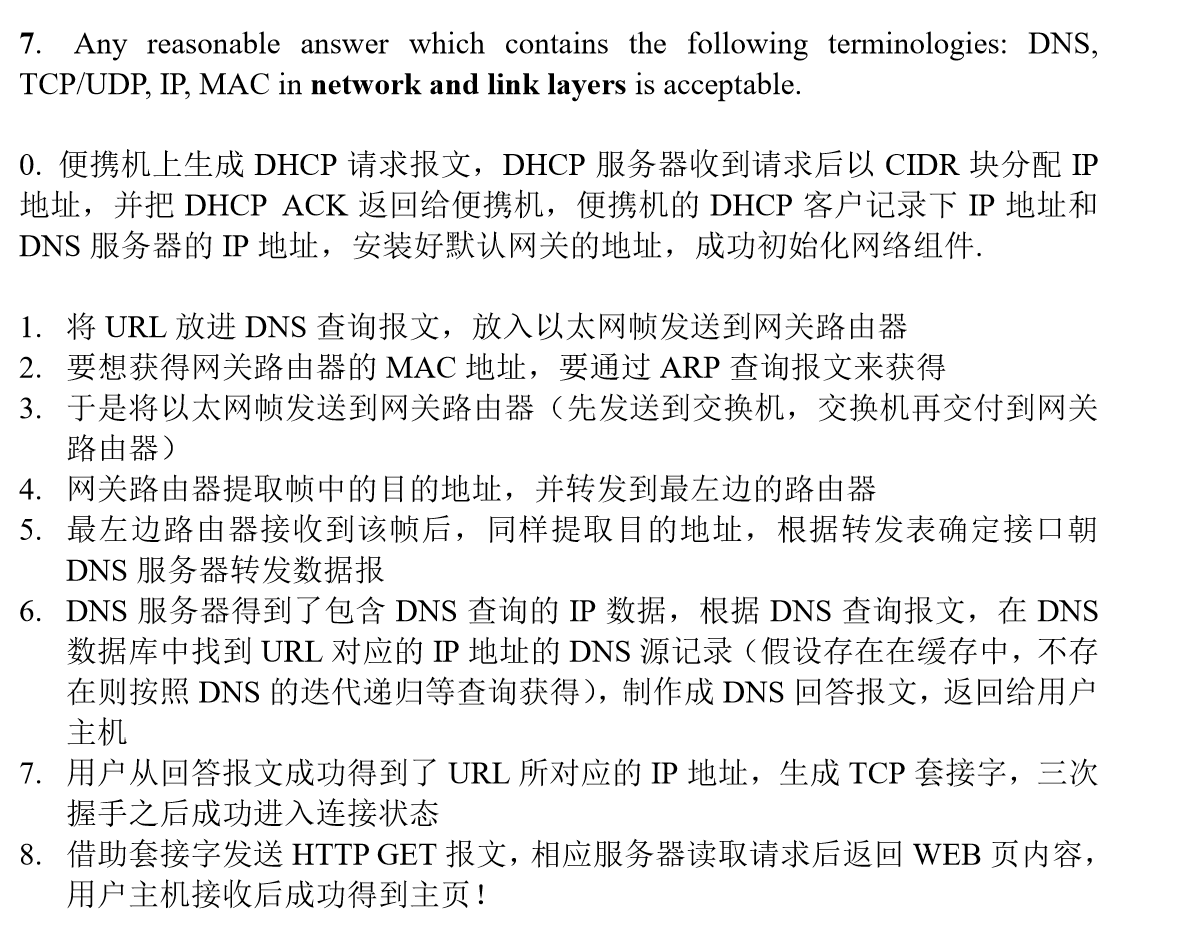 7. Any reasonable answer which contains the following terminologies: DNS,
TCP/UDP, IP, MAC in network and link layers is acceptable.
0. 便携机上生成 DHCP 请求报文，DHCP 服务器收到请求后以 CIDR 块分配 IP
地址，并把 DHCP ACK 返回给便携机，便携机的 DHCP 客户记录下 IP 地址和
DNS 服务器的 IP 地址，安装好默认网关的地址，成功初始化网络组件.
1. 将 URL 放进 DNS 查询报文，放入以太网帧发送到网关路由器
2. 要想获得网关路由器的 MAC 地址，要通过 ARP 查询报文来获得
3. 于是将以太网帧发送到网关路由器（先发送到交换机，交换机再交付到网关
路由器）
4. 网关路由器提取帧中的目的地址，并转发到最左边的路由器
5. 最左边路由器接收到该帧后，同样提取目的地址，根据转发表确定接口朝
DNS 服务器转发数据报
6. DNS 服务器得到了包含 DNS 查询的 IP 数据，根据 DNS 查询报文，在 DNS
数据库中找到 URL 对应的 IP 地址的 DNS 源记录（假设存在在缓存中，不存
在则按照 DNS 的迭代递归等查询获得），制作成 DNS 回答报文，返回给用户
主机
7. 用户从回答报文成功得到了 URL 所对应的 IP 地址，生成 TCP 套接字，三次
握手之后成功进入连接状态
8. 借助套接字发送 HTTP GET 报文，相应服务器读取请求后返回 WEB 页内容，
用户主机接收后成功得到主页！